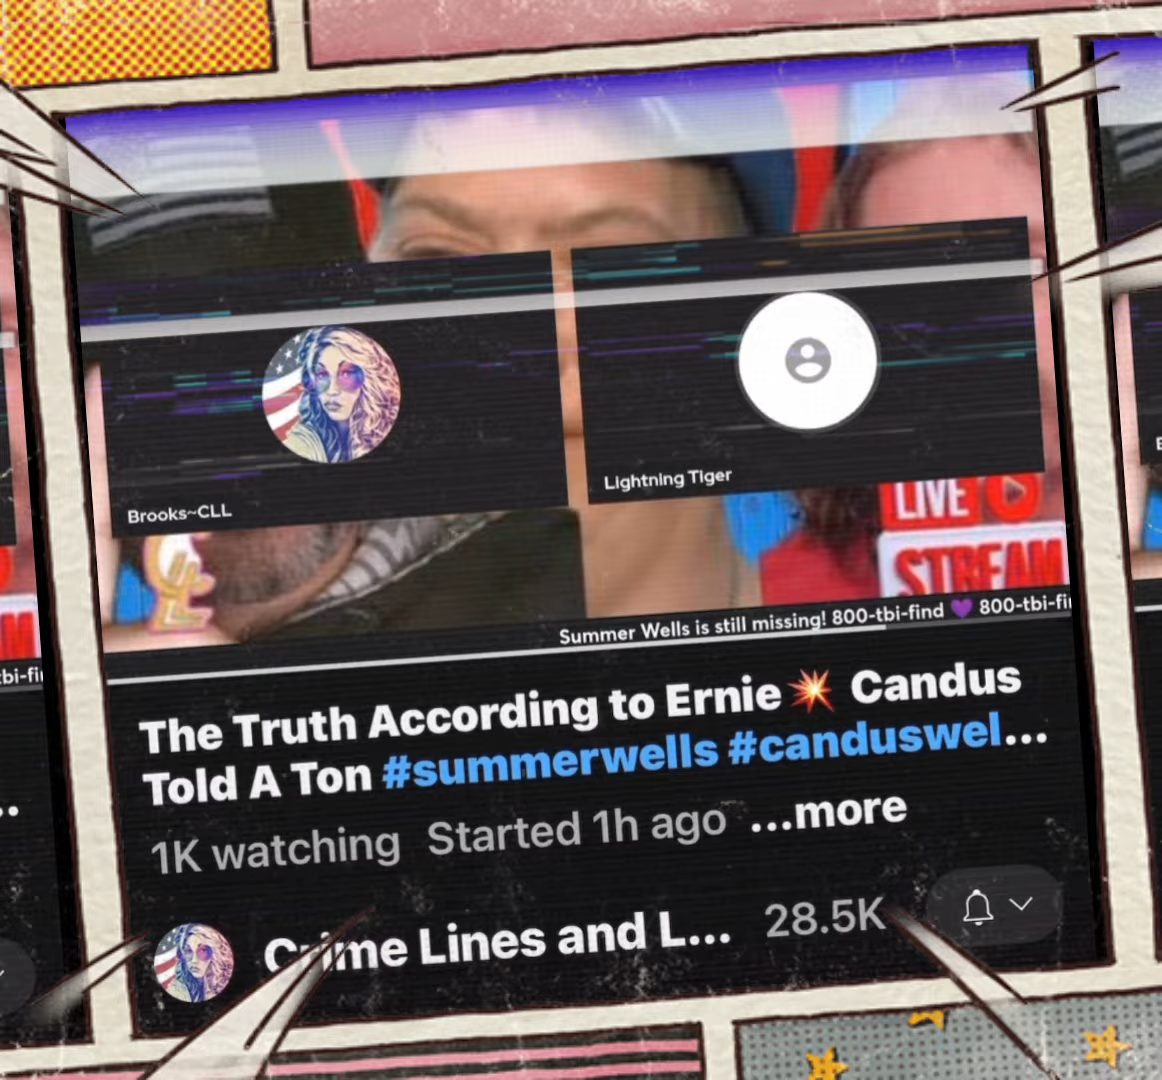 Brooks~CLL
Lightning Tiger
LIVE
STREAM
Summer Wells is still missing! 800-tbi-find 💜 800-tbi-fi
The Truth According to Ernie 💥 Candus
Told A Ton #summerwells #canduswel...
1K watching Started 1h ago ...more
Crime Lines and L... 28.5K
..
tbi-fi
M
E